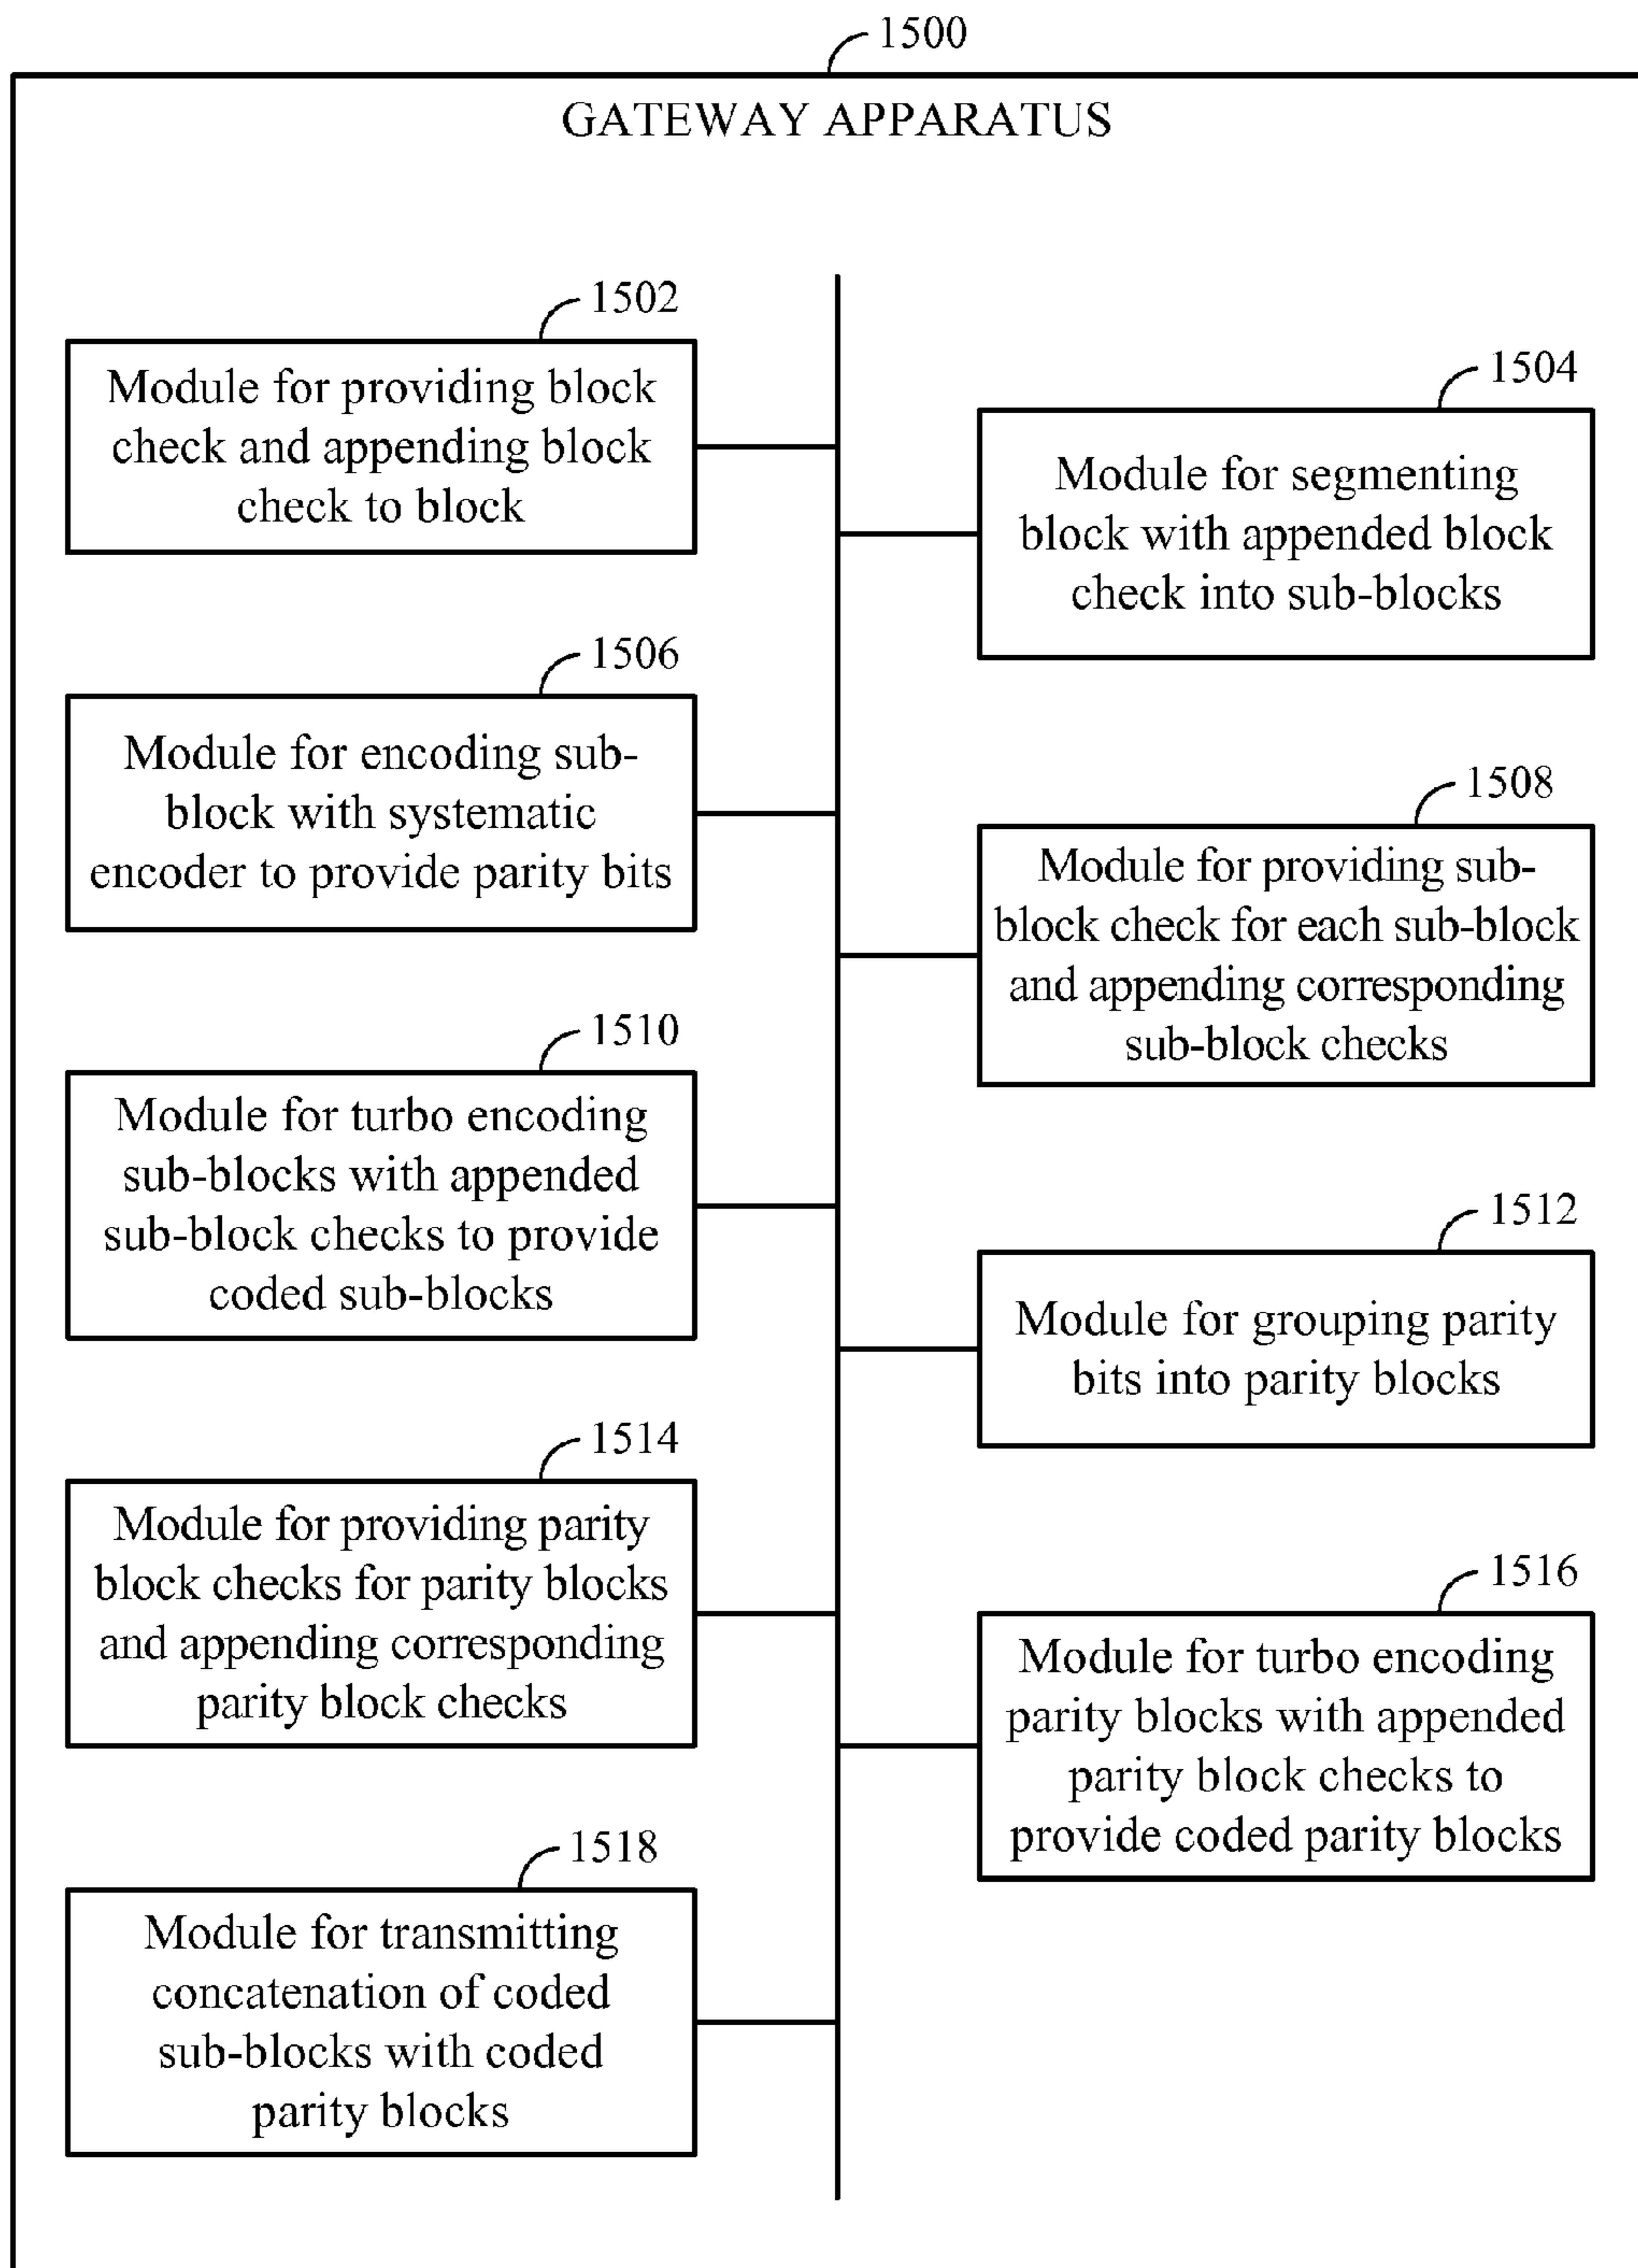 1500
GATEWAY APPARATUS
1502
Module for providing block
check and appending block
check to block
1504
Module for segmenting
block with appended block
check into sub-blocks
1506
Module for encoding sub-
block with systematic
encoder to provide parity bits
1508
Module for providing sub-
block check for each sub-block
and appending corresponding
sub-block checks
1510
Module for turbo encoding
sub-blocks with appended
sub-block checks to provide
coded sub-blocks
1512
Module for grouping parity
bits into parity blocks
1514
Module for providing parity
block checks for parity blocks
and appending corresponding
parity block checks
1516
Module for turbo encoding
parity blocks with appended
parity block checks to
provide coded parity blocks
1518
Module for transmitting
concatenation of coded
sub-blocks with coded
parity blocks